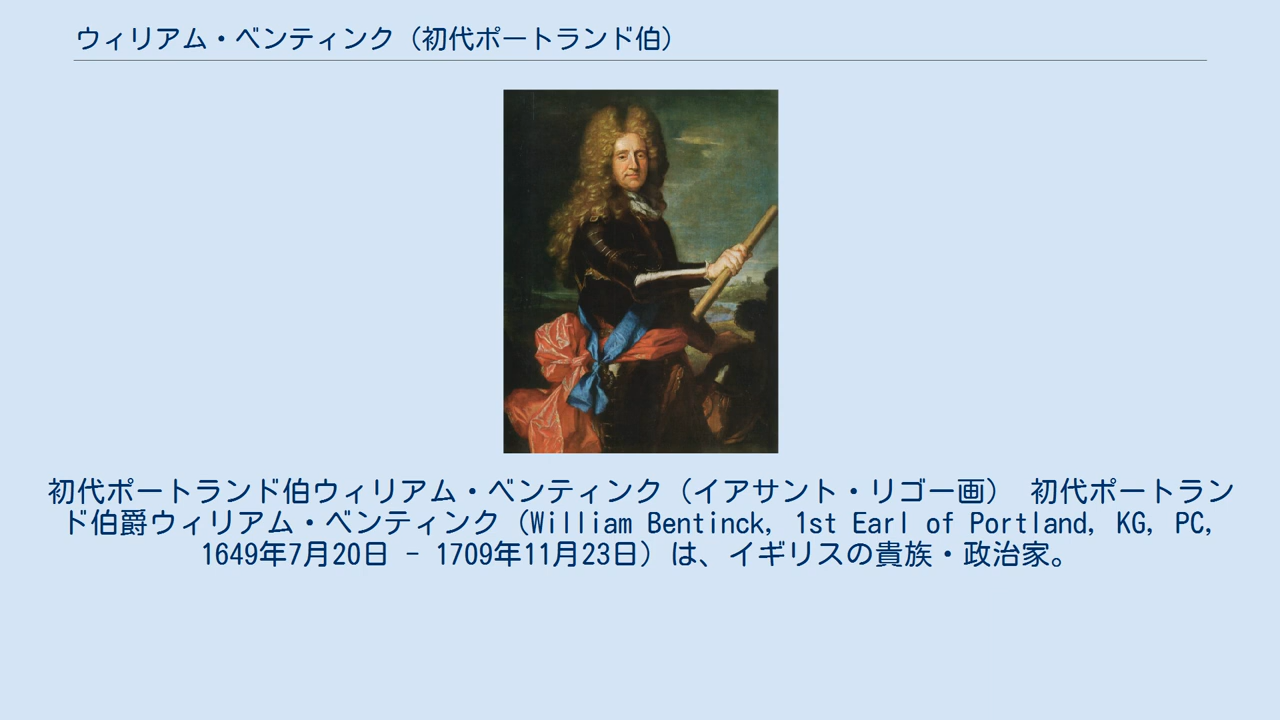 ウィリアム・ベンティンク（初代ポートランド伯）
初代ポートランド伯ウィリアム・ベンティンク（イアサント・リゴー画） 初代ポートラン
ド伯爵ウィリアム・ベンティンク（William Bentinck, 1st Earl of Portland, KG, PC,
1649年7月20日 - 1709年11月23日）は、イギリスの貴族・政治家。